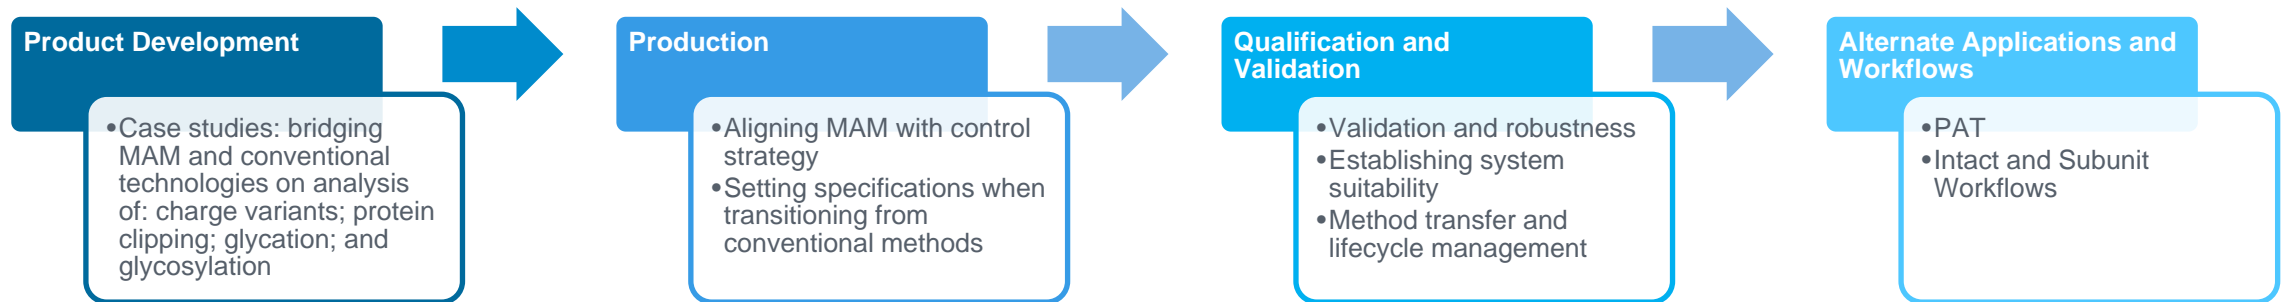 Product Development
•Case studies: bridging
MAM and conventional
technologies on analysis
of: charge variants; protein
clipping; glycation; and
glycosylation
Production
•Aligning MAM with control
strategy
•Setting specifications when
transitioning from
conventional methods
Qualification and
Validation
•Validation and robustness
•Establishing system
suitability
•Method transfer and
lifecycle management
Alternate Applications and
Workflows
•PAT
•Intact and Subunit
Workflows